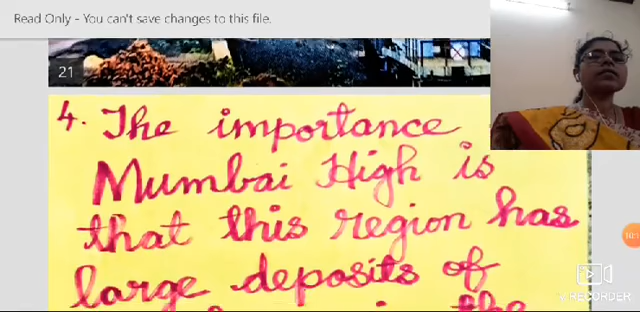 Read Only - You can't save changes to this file.
21
4. The importance
Mumbai High is
that this region has
large deposits of
the
RECORDER